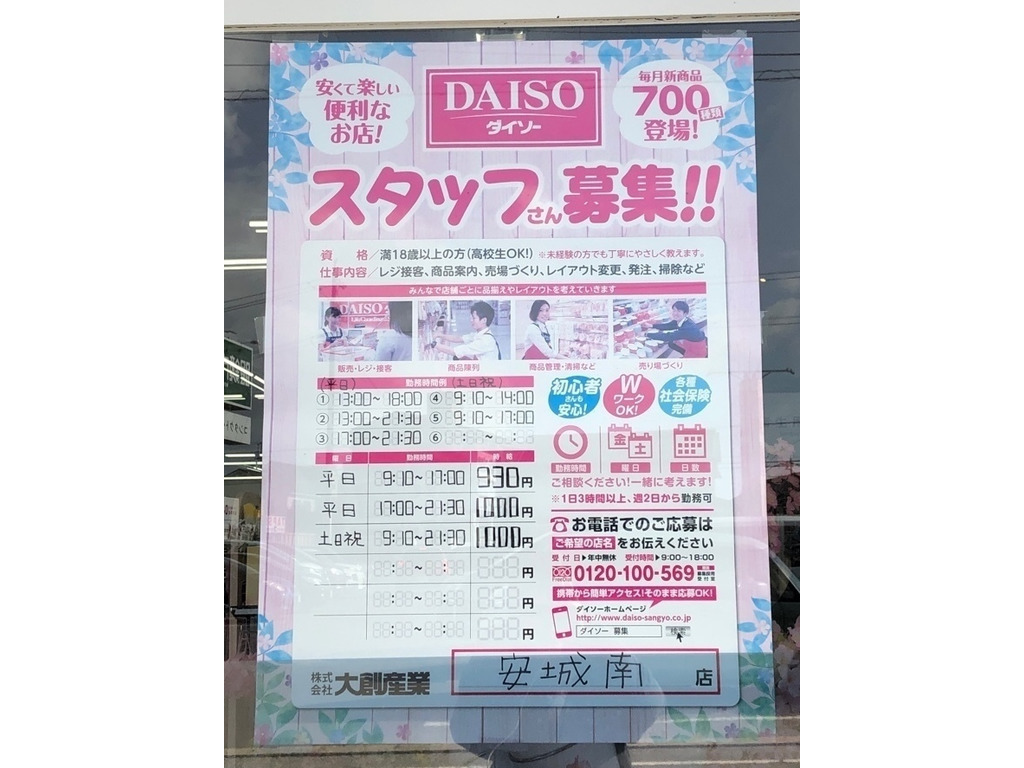 安くて楽しい
便利な
お店!
DAISO
ダイソー
毎月新商品
700種類
登場!
スタッフさん募集!!
資　格/満18歳以上の方(高校生OK!) ※未経験の方でも丁寧にやさしく教えます。
仕事内容/レジ接客、商品案内、売場づくり、レイアウト変更、発注、掃除など
みんなで店舗ごとに品揃えやレイアウトを考えていきます
DAISO
販売・レジ・接客
商品陳列
商品管理・清掃など
売り場づくり
(平日) 勤務時間例 (土日祝)
① 13:00~18:00 ④ 9:10~14:00
② 13:00~21:30 ⑤ 9:10~17:00
③ 17:00~21:30 ⑥
初心者さんも安心!
WワークOK!
各種社会保険完備
曜日 勤務時間 時給
平日 9:10~17:00 930円
平日 17:00~21:30 1000円
土日祝 9:10~21:30 1000円
: ~ : 円
: ~ : 円
: ~ : 円
金 土
勤務時間 曜日 日数
ご相談ください!一緒に考えます!
※1日3時間以上、週2日から勤務可
お電話でのご応募は
ご希望の店名をお伝えください
受付日▶年中無休 受付時間▶9:00~18:00
FreeDial 0120-100-569
携帯から簡単アクセス!そのまま応募OK!
ダイソーホームページ
http://www.daiso-sangyo.co.jp
ダイソー 募集 検索
株式会社大創産業
安城南 店